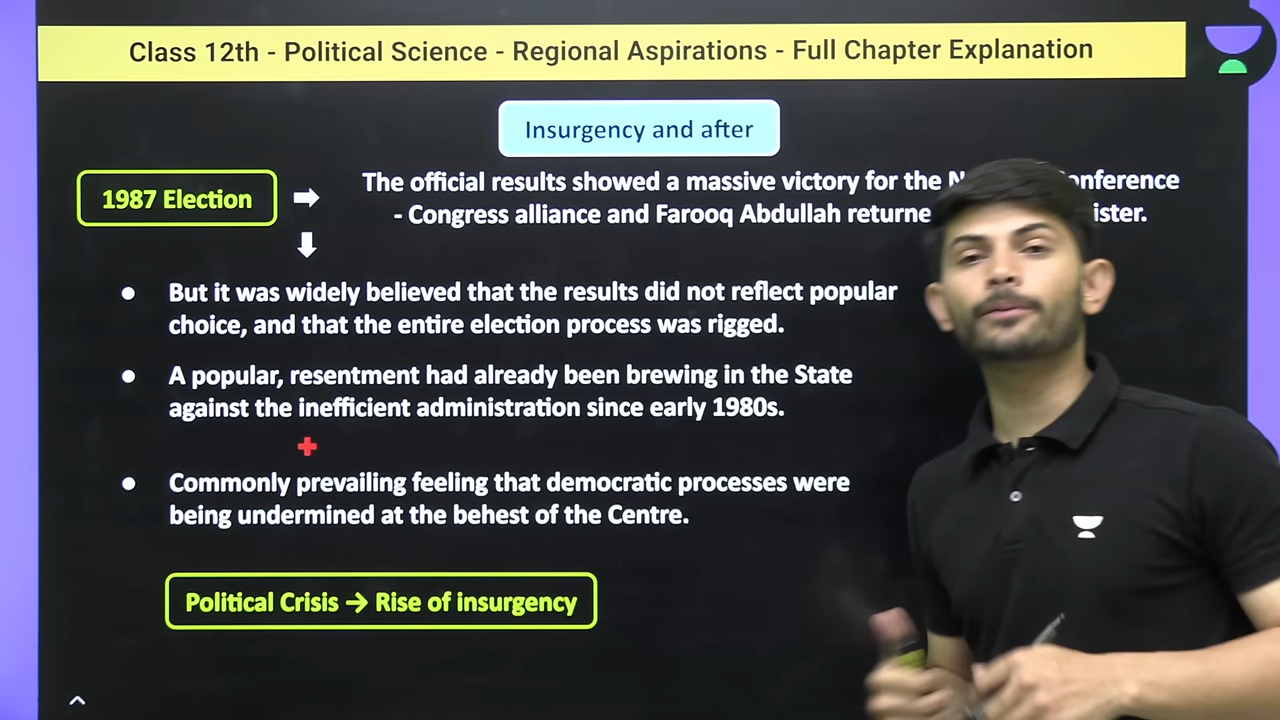 Class 12th - Political Science - Regional Aspirations - Full Chapter Explanation
Insurgency and after
1987 Election
The official results showed a massive victory for the
- Congress alliance and Farooq Abdullah
But it was widely believed that the results did not reflect popular
choice, and that the entire election process was rigged.
A popular, resentment had already been brewing in the State
against the inefficient administration since early 1980s.
Commonly prevailing feeling that democratic processes were
being undermined at the behest of the Centre.
Political Crisis → Rise of insurgency